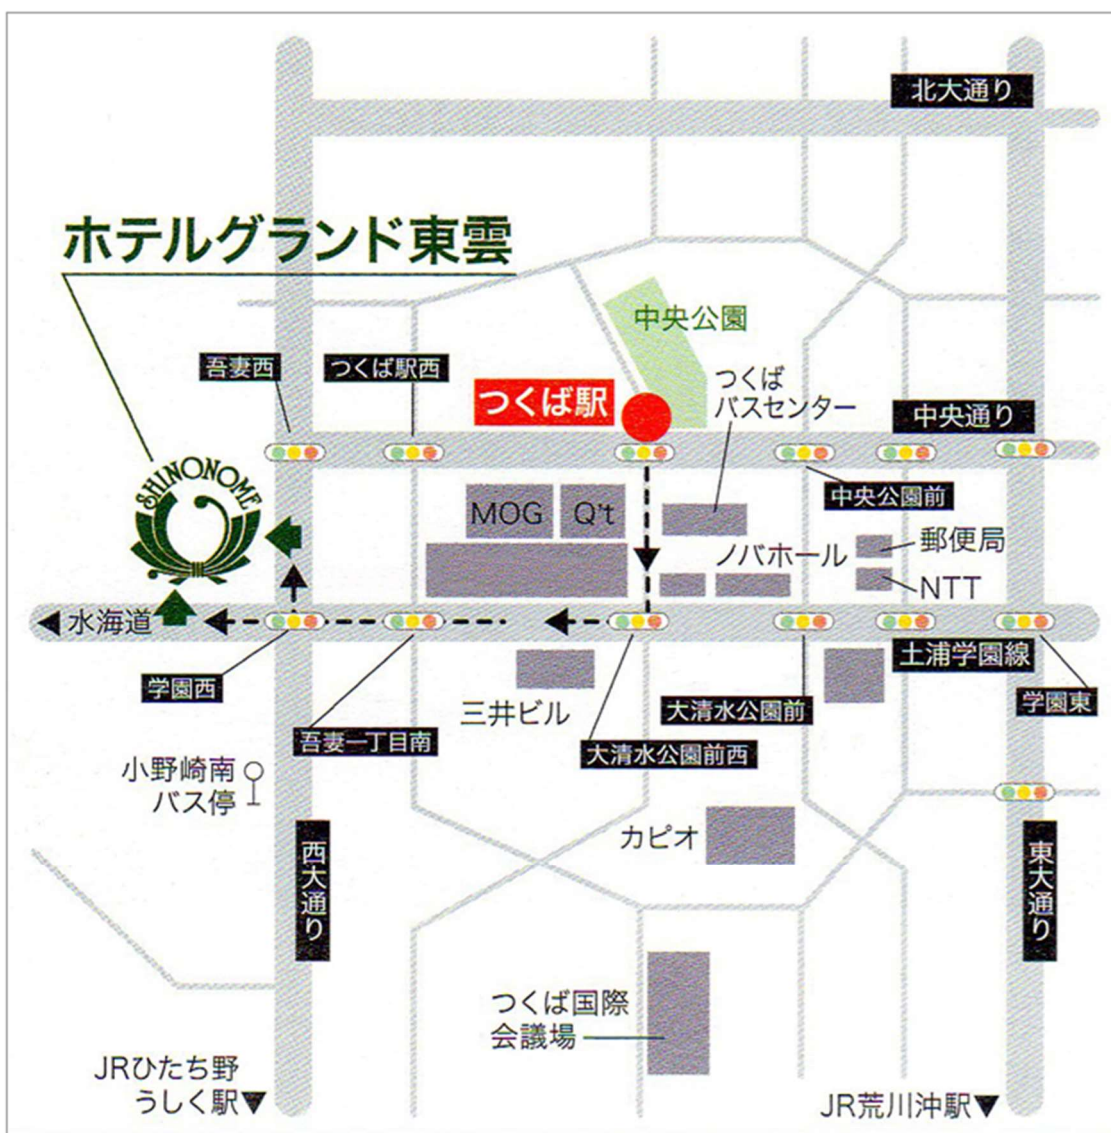 北大通り
ホテルグランド東雲
中央公園
吾妻西
つくば駅西
つくば駅
つくば
バスセンター
中央通り
SHINONOME
MOG
Q't
中央公園前
ノバホール
郵便局
NTT
水海道
土浦学園線
学園西
三井ビル
大清水公園前
学園東
吾妻一丁目南
大清水公園前西
小野崎南
バス停
カピオ
西大通り
東大通り
つくば国際
会議場
JRひたち野
うしく駅▼
JR荒川沖駅▼